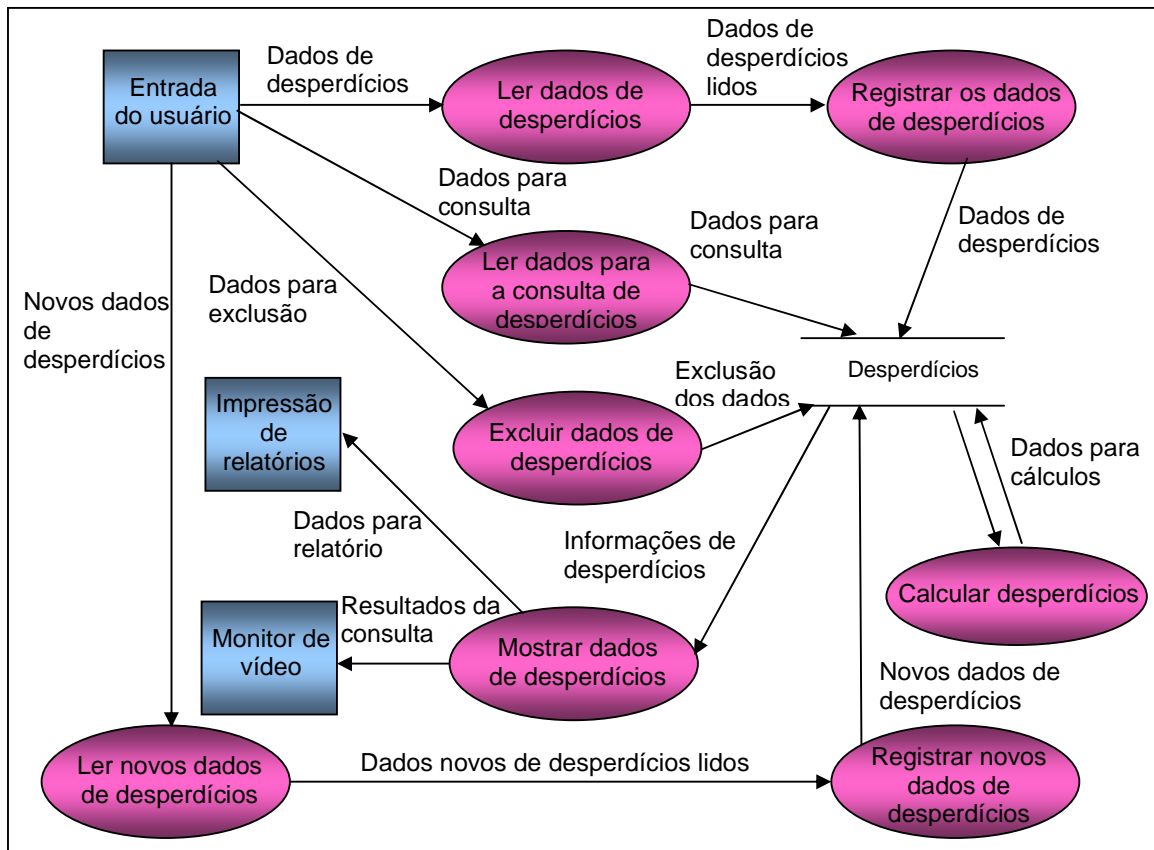 Entrada
do usuário
Dados de
desperdícios
Ler dados de
desperdícios
Dados de
desperdícios
lidos
Registrar os dados
de desperdícios
Dados para
consulta
Dados para
consulta
Dados de
desperdícios
Ler dados para
a consulta de
desperdícios
Novos dados
de
desperdícios
Dados para
exclusão
Desperdícios
Exclusão
dos dados
Impressão
de
relatórios
Excluir dados de
desperdícios
Dados para
cálculos
Dados para
relatório
Informações de
desperdícios
Calcular desperdícios
Resultados da
consulta
Monitor de
vídeo
Mostrar dados
de desperdícios
Novos dados de
desperdícios
Ler novos dados
de desperdícios
Dados novos de desperdícios lidos
Registrar novos
dados de
desperdícios